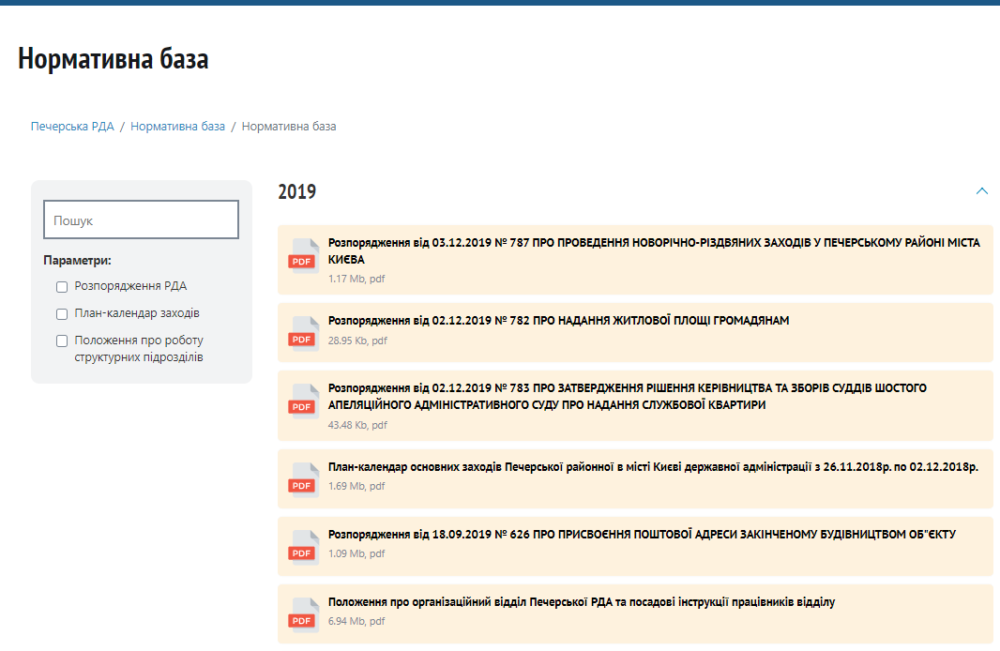 Нормативна база
Печерська РДА / Нормативна база / Нормативна база
Пошук
Параметри:
Розпорядження РДА
План-календар заходів
Положення про роботу
структурних підрозділів
2019
PDF
Розпорядження від 03.12.2019 № 787 ПРО ПРОВЕДЕННЯ НОВОРІЧНО-РІЗДВЯНИХ ЗАХОДІВ У ПЕЧЕРСЬКОМУ РАЙОНІ МІСТА
КИЄВА
1.17 Mb, pdf
PDF
Розпорядження від 02.12.2019 № 782 ПРО НАДАННЯ ЖИТЛОВОЇ ПЛОЩІ ГРОМАДЯНАМ
28.95 Kb, pdf
PDF
Розпорядження від 02.12.2019 № 783 ПРО ЗАТВЕРДЖЕННЯ РІШЕННЯ КЕРІВНИЦТВА ТА ЗБОРІВ СУДДІВ ШОСТОГО
АПЕЛЯЦІЙНОГО АДМІНІСТРАТИВНОГО СУДУ ПРО НАДАННЯ СЛУЖБОВОЇ КВАРТИРИ
43.48 Kb, pdf
PDF
План-календар основних заходів Печерської районної в місті Києві державної адміністрації з 26.11.2018р. по 02.12.2018р.
1.69 Mb, pdf
PDF
Розпорядження від 18.09.2019 № 626 ПРО ПРИСВОЄННЯ ПОШТОВОЇ АДРЕСИ ЗАКІНЧЕНОМУ БУДІВНИЦТВОМ ОБ"ЄКТУ
1.09 Mb, pdf
PDF
Положення про організаційний відділ Печерської РДА та посадові інструкції працівників відділу
6.94 Mb, pdf